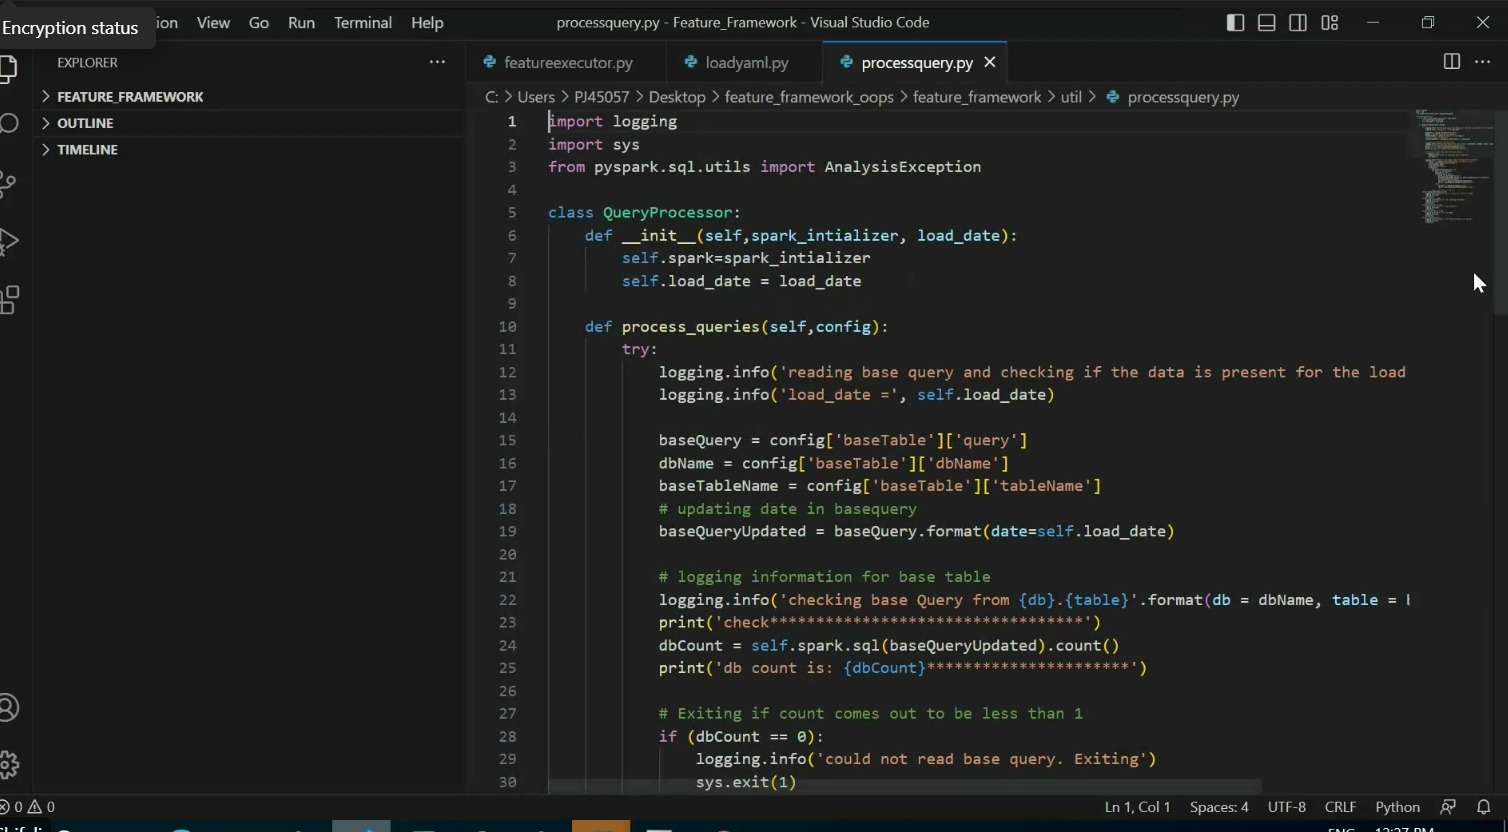 Encryption status
ion View Go Run Terminal Help
processquery.py - Feature_Framework - Visual Studio Code
EXPLORER
FEATURE_FRAMEWORK
OUTLINE
TIMELINE
featureexecutor.py
loadyaml.py
processquery.py
C: > Users > PJ45057 > Desktop > feature_framework_oops > feature_framework > util > processquery.py
1 import logging
2 import sys
3 from pyspark.sql.utils import AnalysisException
4
5 class QueryProcessor:
6 def __init__(self,spark_intializer, load_date):
7 self.spark=spark_intializer
8 self.load_date = load_date
9
10 def process_queries(self,config):
11 try:
12 logging.info('reading base query and checking if the data is present for the load
13 logging.info('load_date =', self.load_date)
14
15 baseQuery = config['baseTable']['query']
16 dbName = config['baseTable']['dbName']
17 baseTableName = config['baseTable']['tableName']
18 # updating date in basequery
19 baseQueryUpdated = baseQuery.format(date=self.load_date)
20
21 # logging information for base table
22 logging.info('checking base Query from {db}.{table}'.format(db = dbName, table =
23 print('check**********************************')
24 dbCount = self.spark.sql(baseQueryUpdated).count()
25 print('db count is: {dbCount}**********************')
26
27 # Exiting if count comes out to be less than 1
28 if (dbCount == 0):
29 logging.info('could not read base query. Exiting')
30 sys.exit(1)
0 0
Ln 1, Col 1 Spaces: 4 UTF-8 CRLF Python